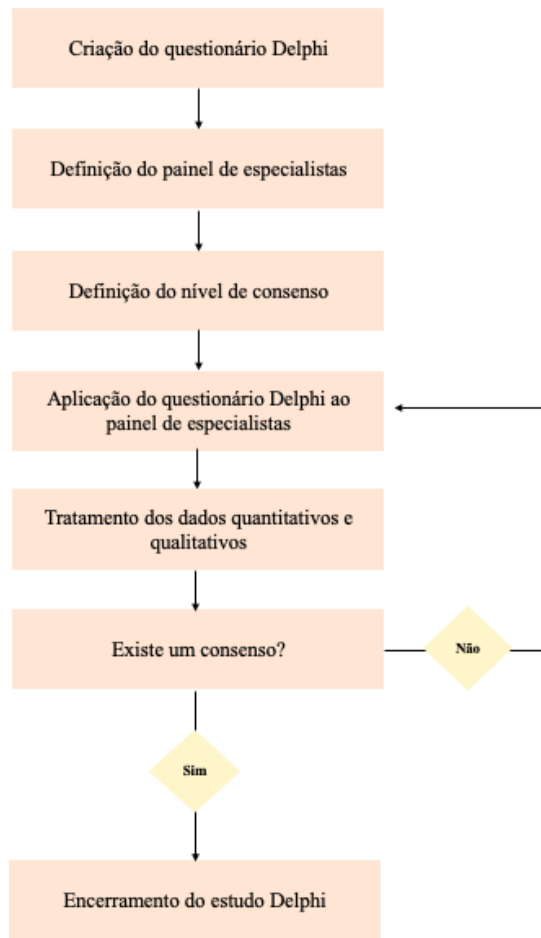 Criação do questionário Delphi
Definição do painel de especialistas
Definição do nível de consenso
Aplicação do questionário Delphi ao
painel de especialistas
Tratamento dos dados quantitativos e
qualitativos
Existe um consenso?
Não
Sim
Encerramento do estudo Delphi